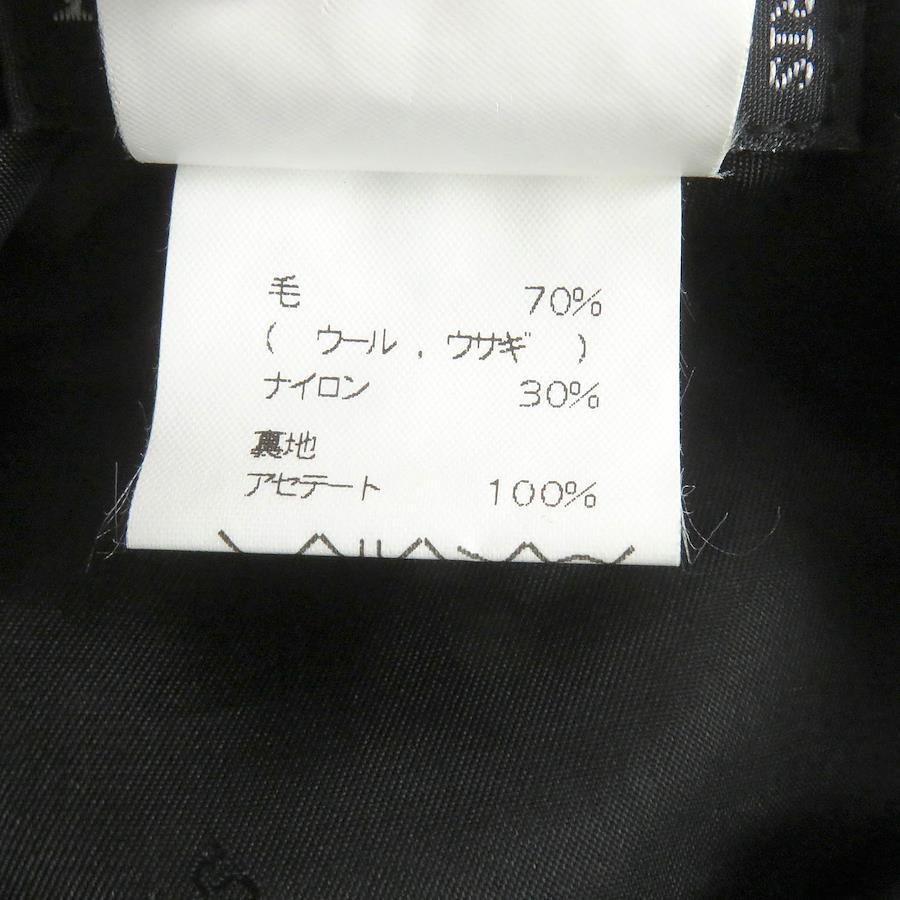 RIS
毛 70%
( ウール , ウサギ )
ナイロン 30%
裏地
アセテート 100%